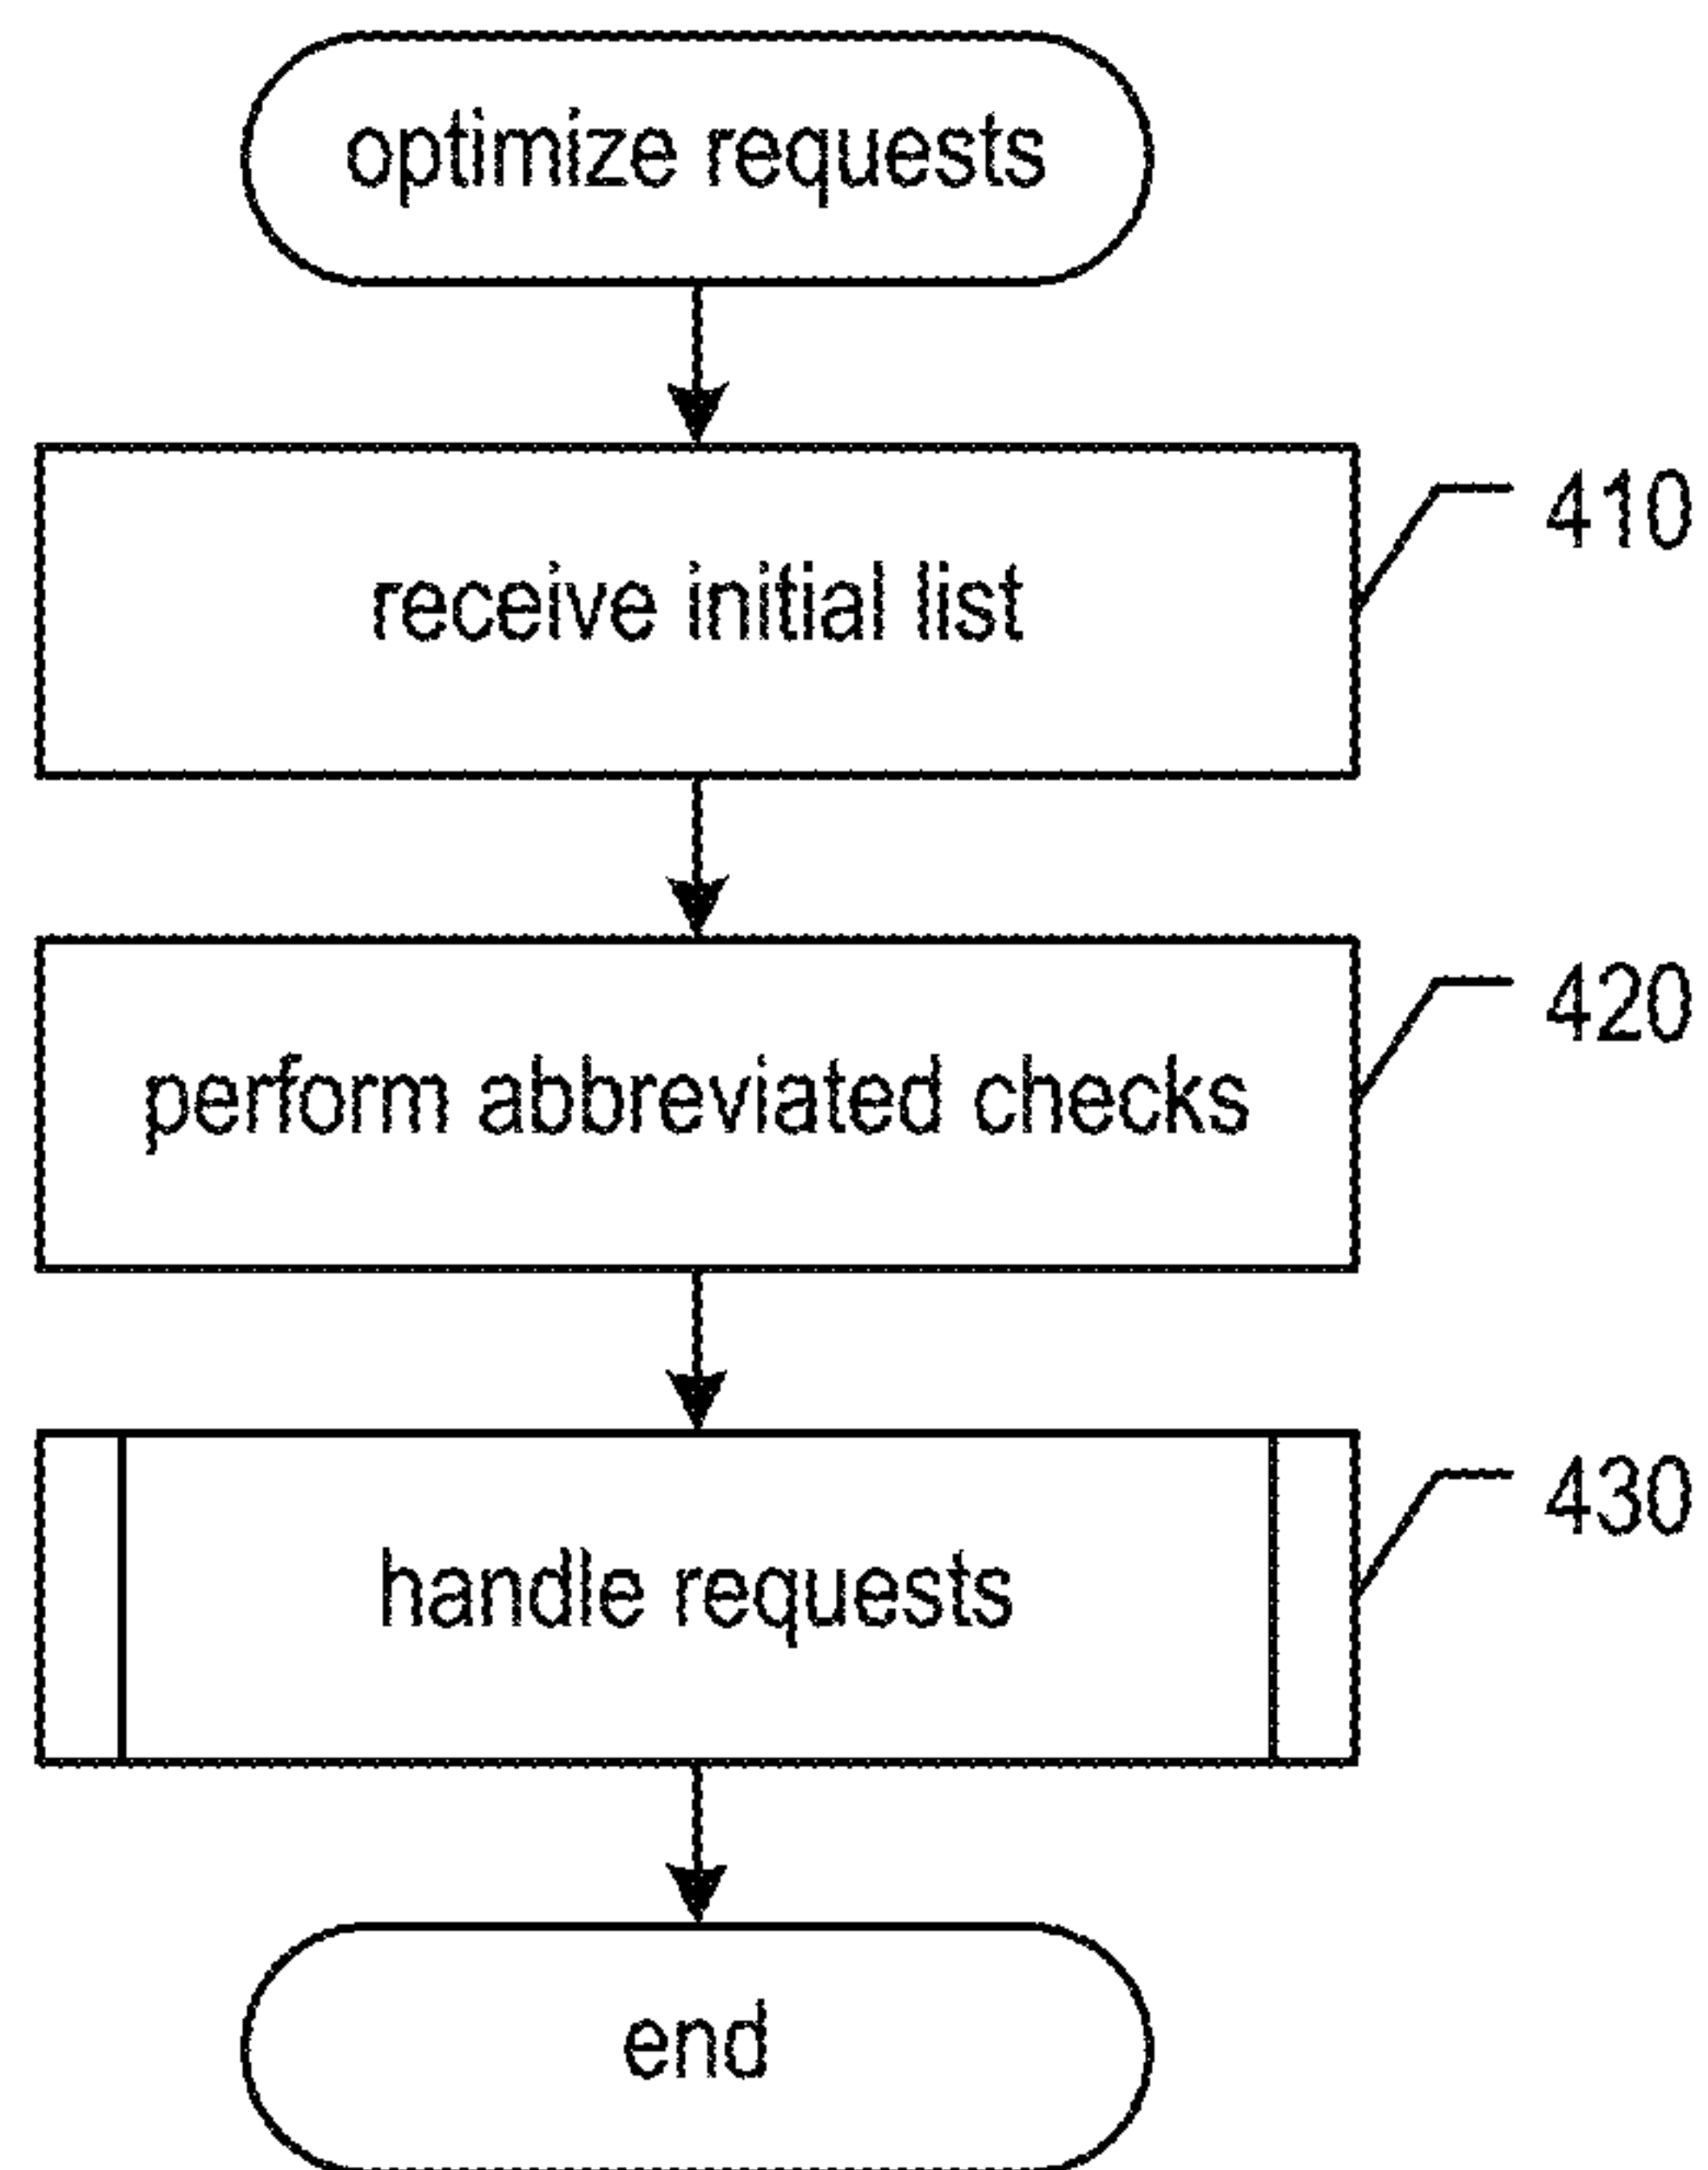 optimize requests
receive initial list
410
perform abbreviated checks
420
handle requests
430
end